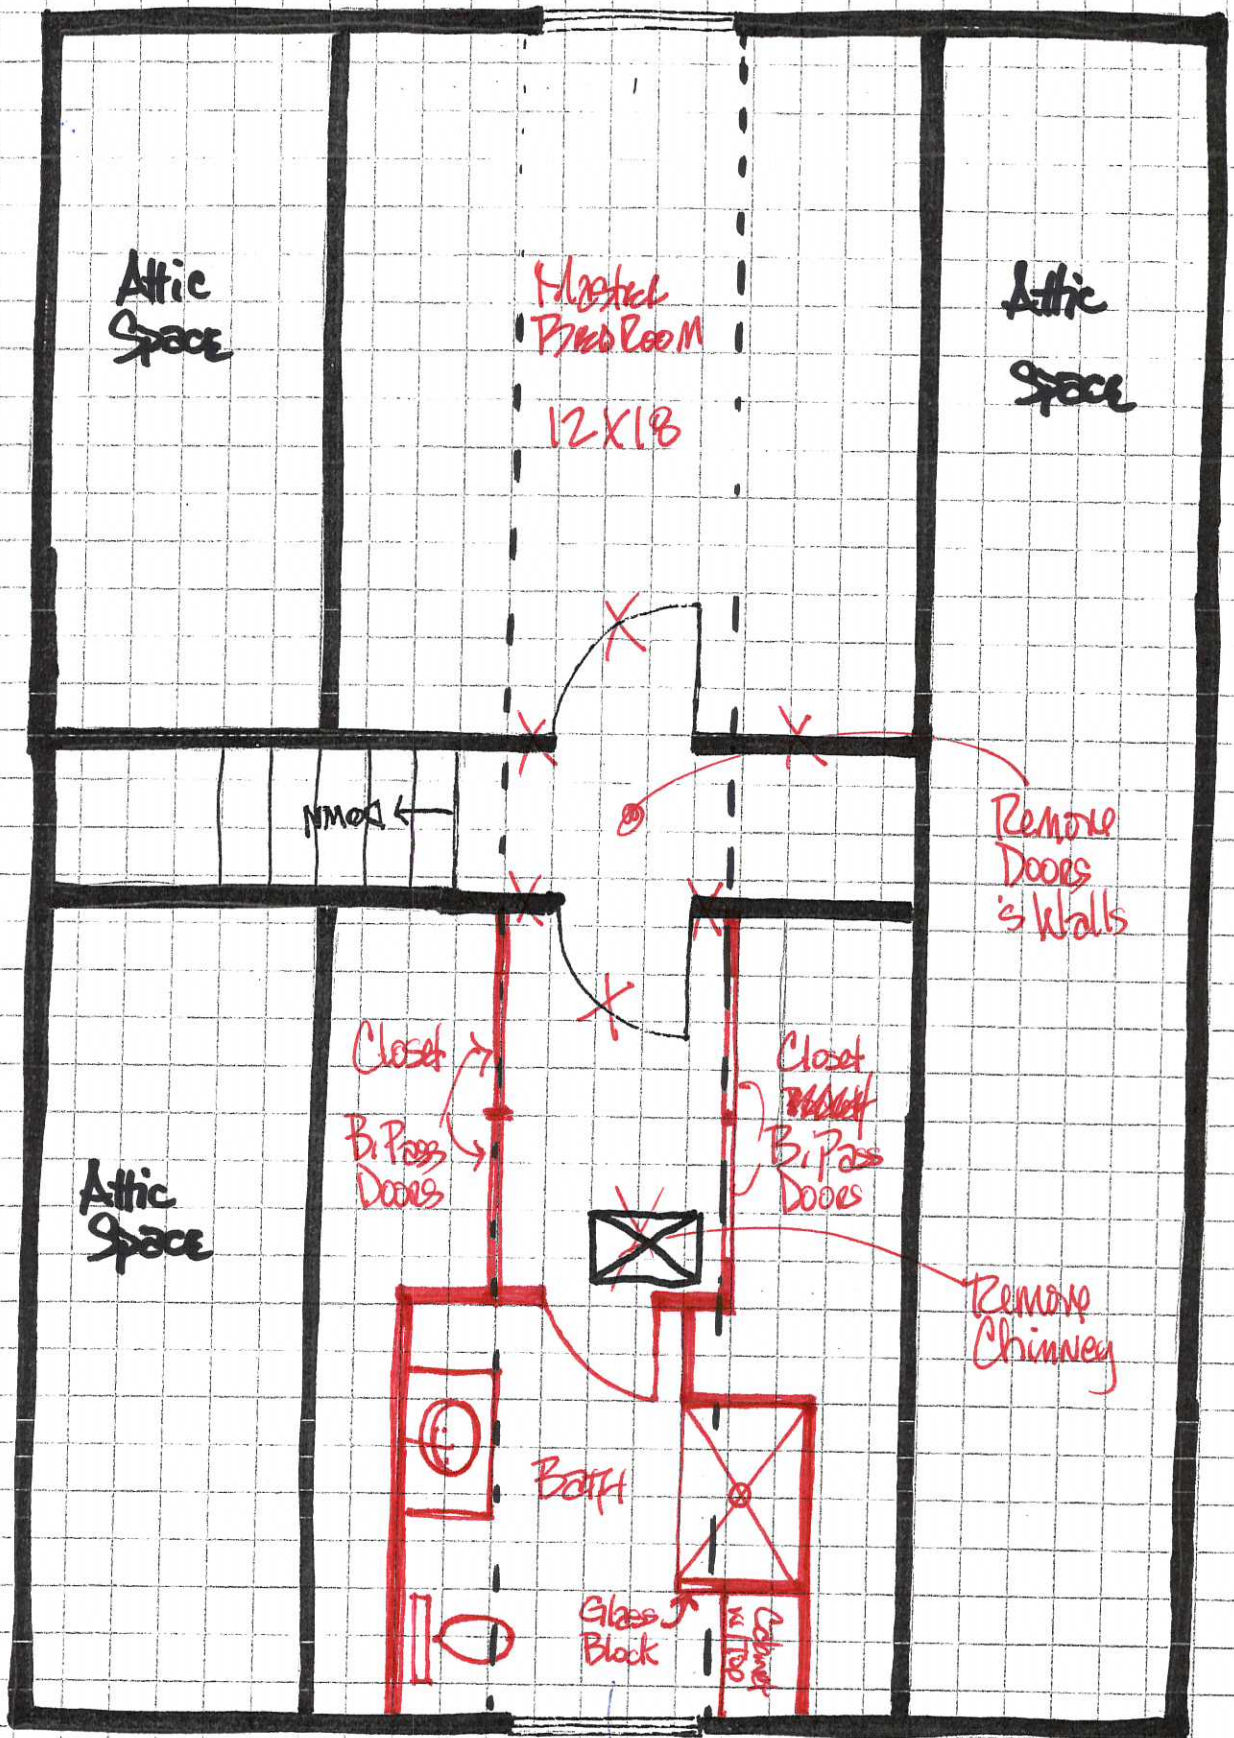 Attic
Space
Master
BedRoom
12X18
Attic
Space
DOWN
Remove
Doors
's Walls
Closet
Bi Pass
Doors
Closet
Bi Pass
Doors
Attic
Space
Remove
Chimney
Bath
Glass
Block
Cabinet
w/Top